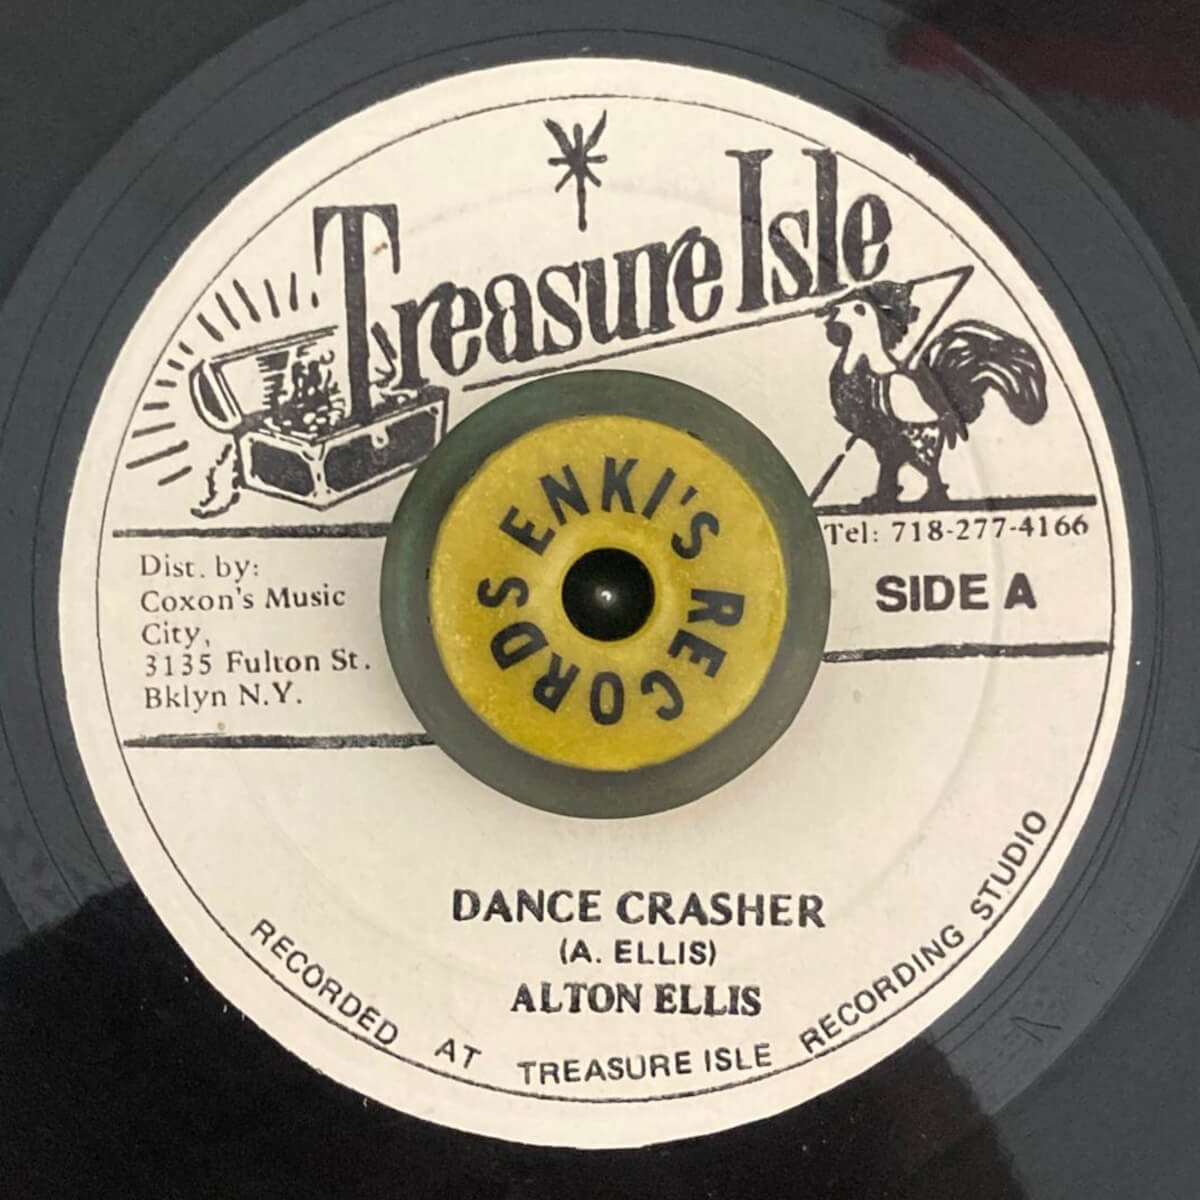 Treasure Isle
Tel: 718-277-4166
SIDE A
Dist. by:
Coxon's Music
City,
3135 Fulton St.
Bklyn N.Y.
ENKI'S RECORDS
DANCE CRASHER
(A. ELLIS)
ALTON ELLIS
RECORDED AT TREASURE ISLE RECORDING STUDIO